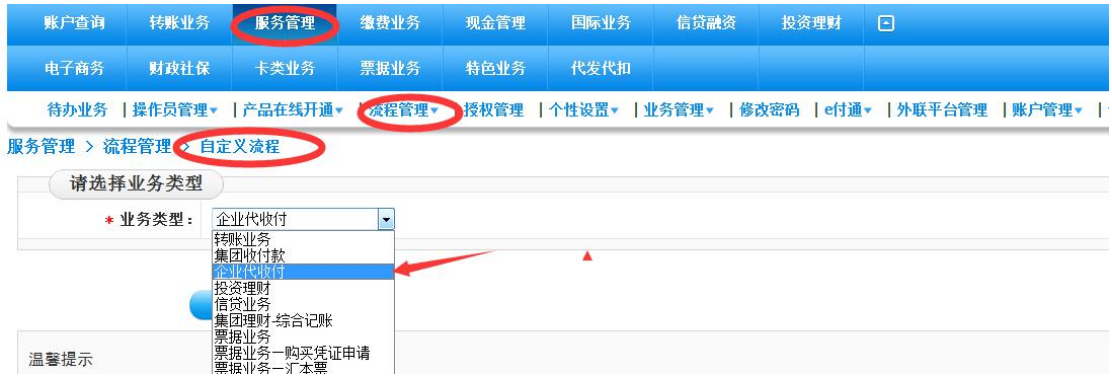 账户查询 转账业务 服务管理 缴费业务 现金管理 国际业务 信贷融资 投资理财
电子商务 财政社保 卡类业务 票据业务 特色业务 代发代扣
待办业务 | 操作员管理 | 产品在线开通 | 流程管理 授权管理 | 个性设置 | 业务管理 | 修改密码 | e付通 | 外联平台管理 | 账户管理 |
服务管理 > 流程管理 > 自定义流程
请选择业务类型
* 业务类型： 企业代收付
转账业务
集团收付款
企业代收付
投资理财
信贷业务
集团理财-综合记账
票据业务
票据业务—购买凭证申请
票据业务—汇本票
温馨提示